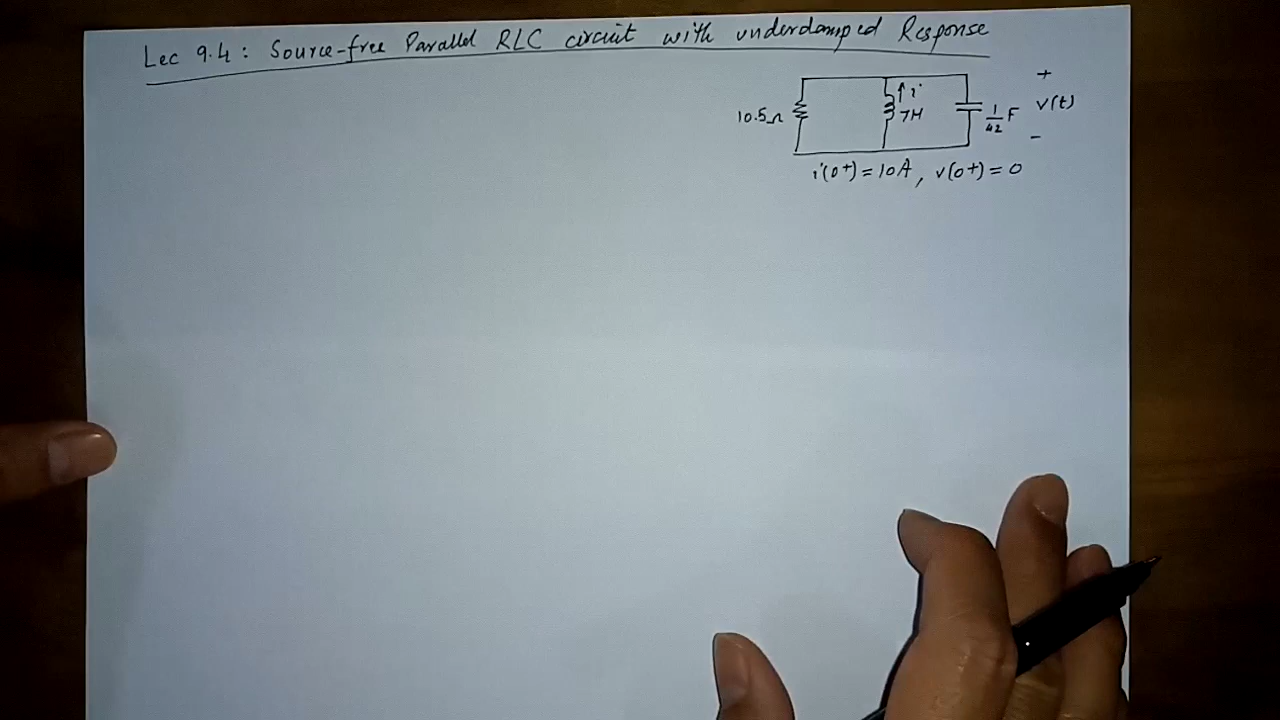 Lec 9.4: Source-free Parallel RLC circuit with underdamped Response
10.5Ω
↑i
7H
1/42 F
+
v(t)
-
i(0+) = 10A, v(0+) = 0